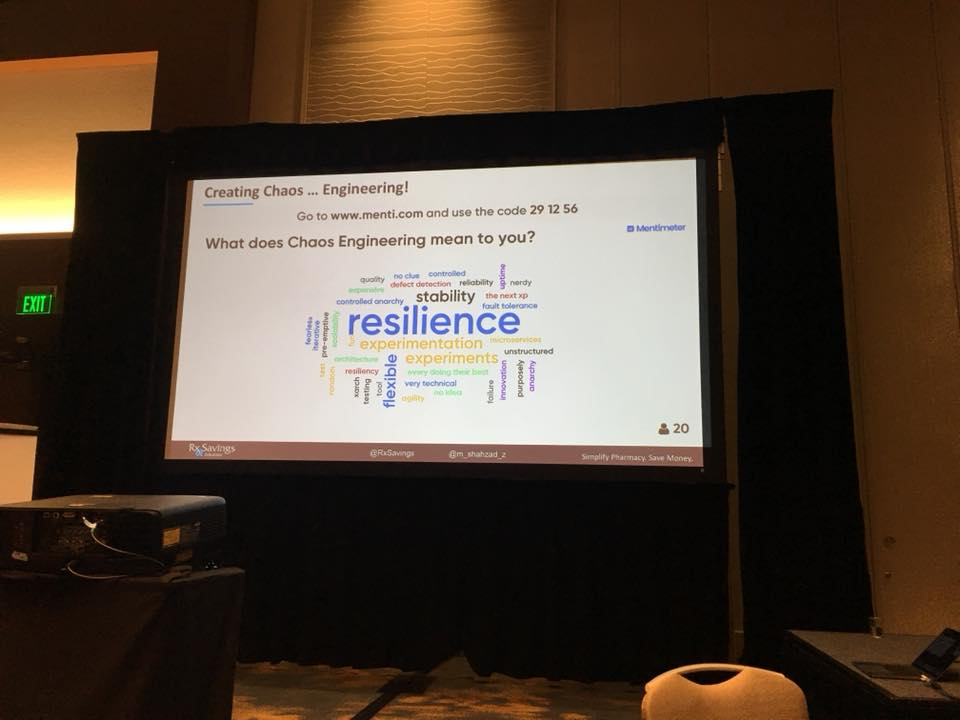 Creating Chaos ... Engineering!
Go to www.menti.com and use the code 29 12 56
Mentimeter
What does Chaos Engineering mean to you?
quality
no clue
controlled
uptime
expensive
defect detection
reliability
nerdy
controlled anarchy
stability
the next xp
fault tolerance
fearless
iterative
pre-emptive
scalability
resilience
fun
experimentation
microservices
experiments
unstructured
architecture
test
random
resiliency
flexible
every doing their best
xarch
testing
tool
very technical
no idea
agility
failure
innovation
purposely
anarchy
20
EXIT
RxSavings
Solutions
@RxSavings
@m_shahzad_z
Simplify Pharmacy. Save Money.